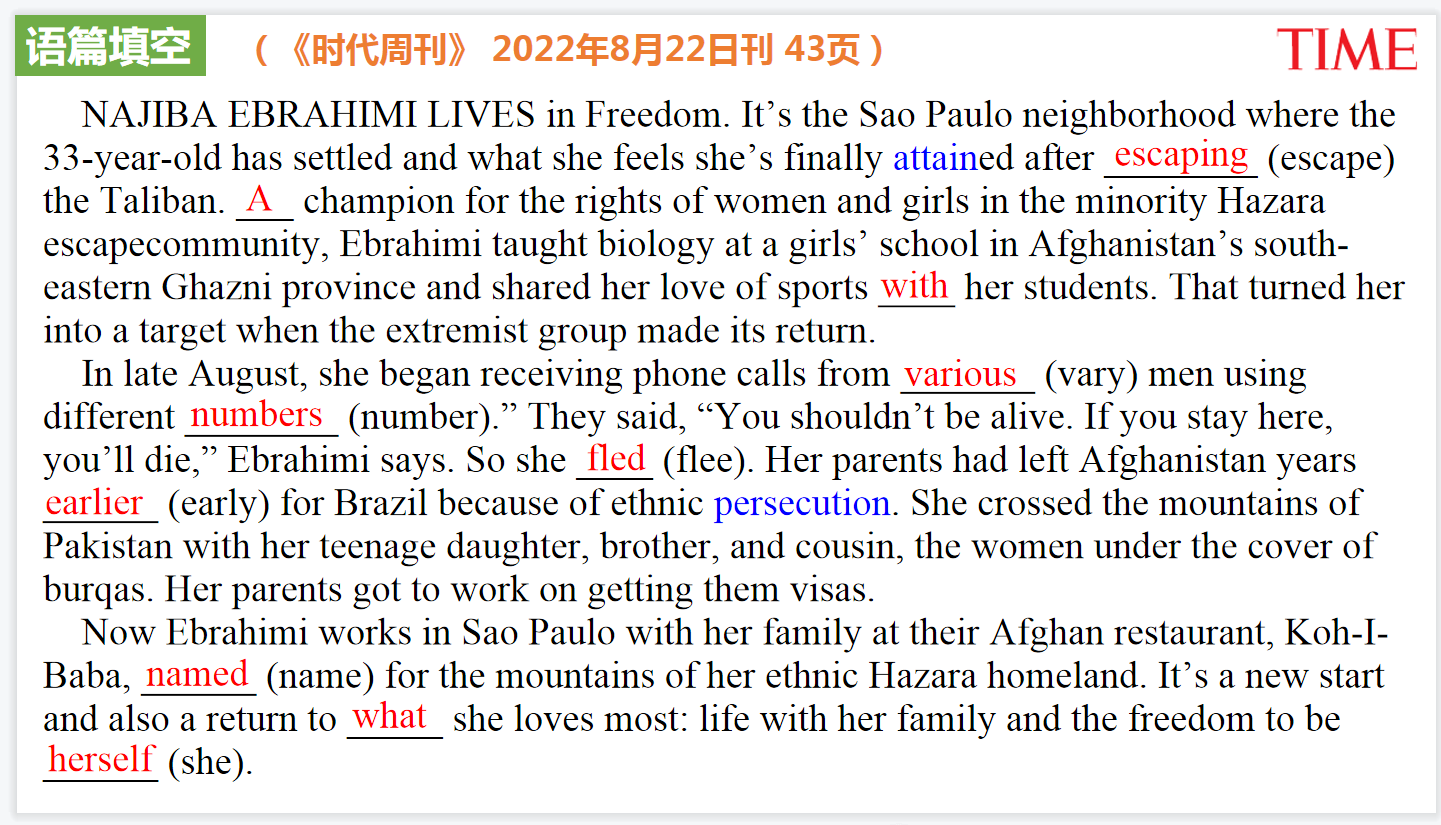 语篇填空 （《时代周刊》 2022年8月22日刊 43页） TIME
NAJIBA EBRAHIMI LIVES in Freedom. It’s the Sao Paulo neighborhood where the
33-year-old has settled and what she feels she’s finally attained after escaping (escape)
the Taliban. A champion for the rights of women and girls in the minority Hazara
escapecommunity, Ebrahimi taught biology at a girls’ school in Afghanistan’s south-
eastern Ghazni province and shared her love of sports with her students. That turned her
into a target when the extremist group made its return.
In late August, she began receiving phone calls from various (vary) men using
different numbers (number).” They said, “You shouldn’t be alive. If you stay here,
you’ll die,” Ebrahimi says. So she fled (flee). Her parents had left Afghanistan years
earlier (early) for Brazil because of ethnic persecution. She crossed the mountains of
Pakistan with her teenage daughter, brother, and cousin, the women under the cover of
burqas. Her parents got to work on getting them visas.
Now Ebrahimi works in Sao Paulo with her family at their Afghan restaurant, Koh-I-
Baba, named (name) for the mountains of her ethnic Hazara homeland. It’s a new start
and also a return to what she loves most: life with her family and the freedom to be
herself (she).